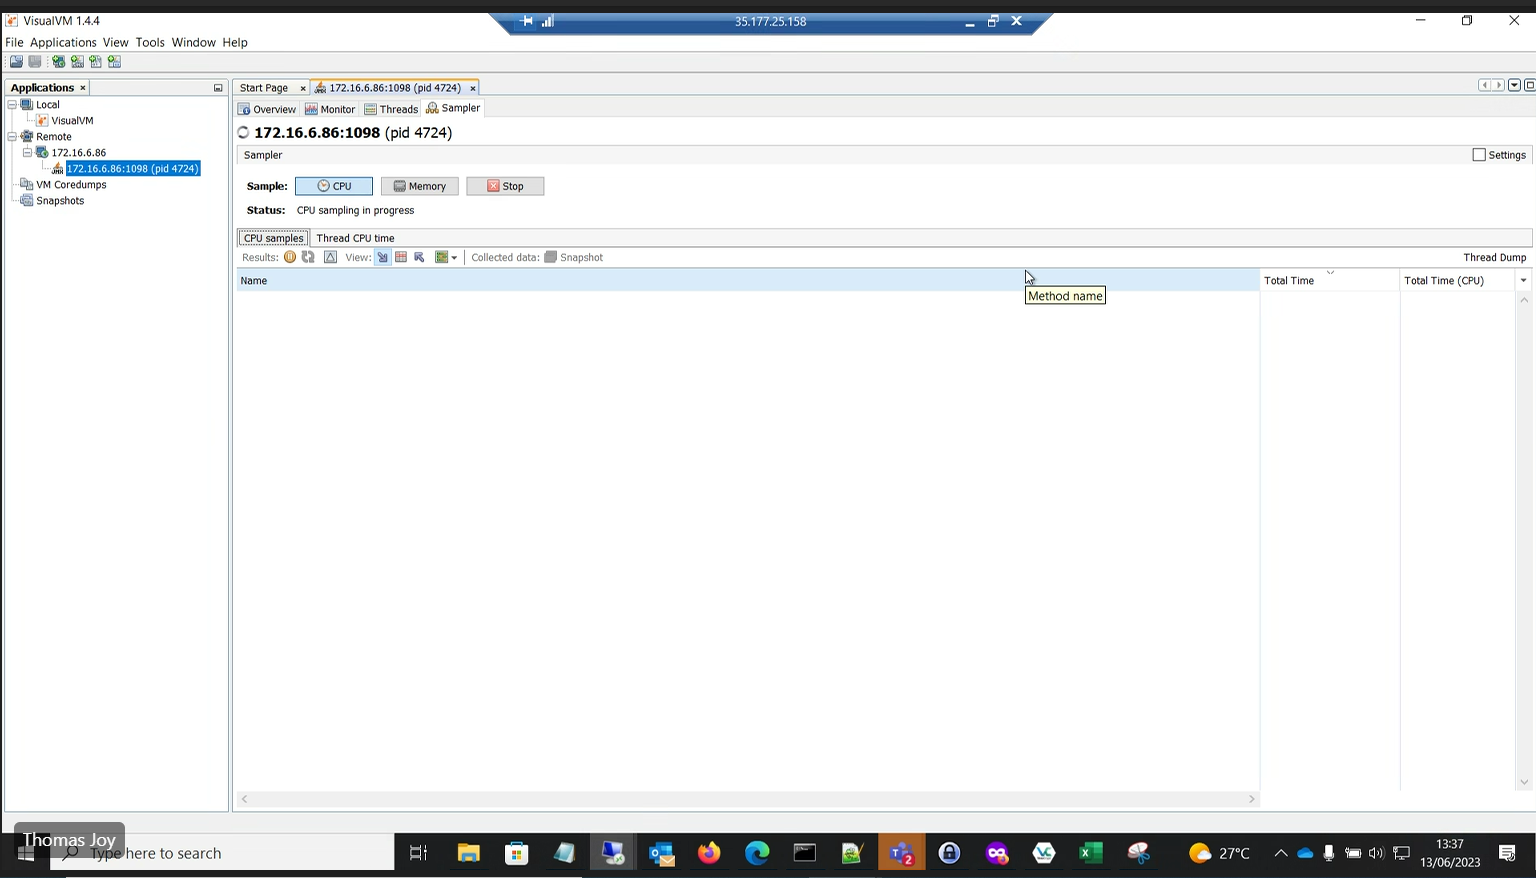 VisualVM 1.4.4
35.177.25.158
File Applications View Tools Window Help
Applications
Start Page
172.16.6.86:1098 (pid 4724)
Local
VisualVM
Remote
172.16.6.86
172.16.6.86:1098 (pid 4724)
VM Coredumps
Snapshots
Overview Monitor Threads Sampler
172.16.6.86:1098 (pid 4724)
Sampler
Settings
Sample: CPU Memory Stop
Status: CPU sampling in progress
CPU samples Thread CPU time
Results: View: Collected data: Snapshot Thread Dump
Name Total Time Total Time (CPU)
Method name
Thomas Joy
Type here to search
2
27°C
13:37
13/06/2023